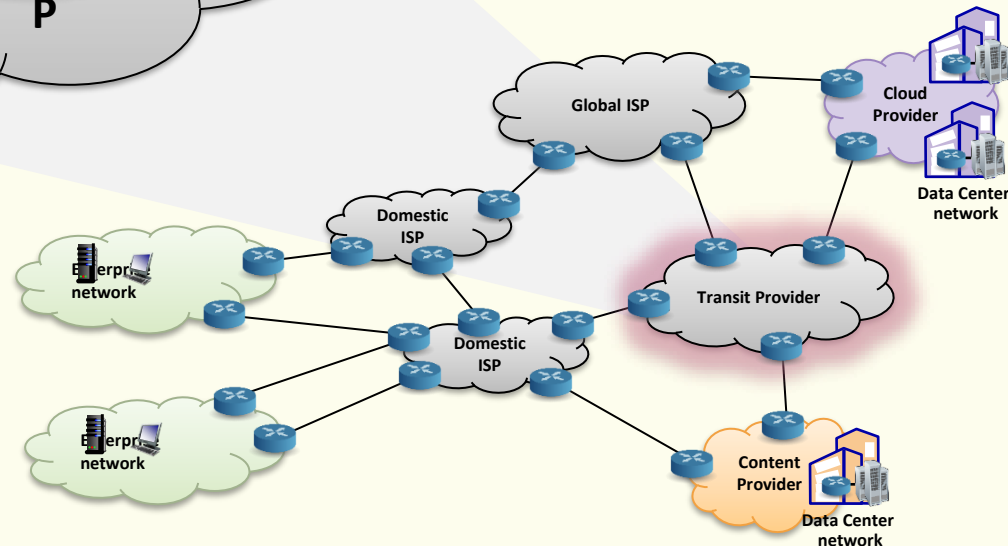 P
Global ISP
Cloud
Provider
Data Center
network
Domestic
ISP
network
Transit Provider
Domestic
ISP
network
Content
Provider
Data Center
network